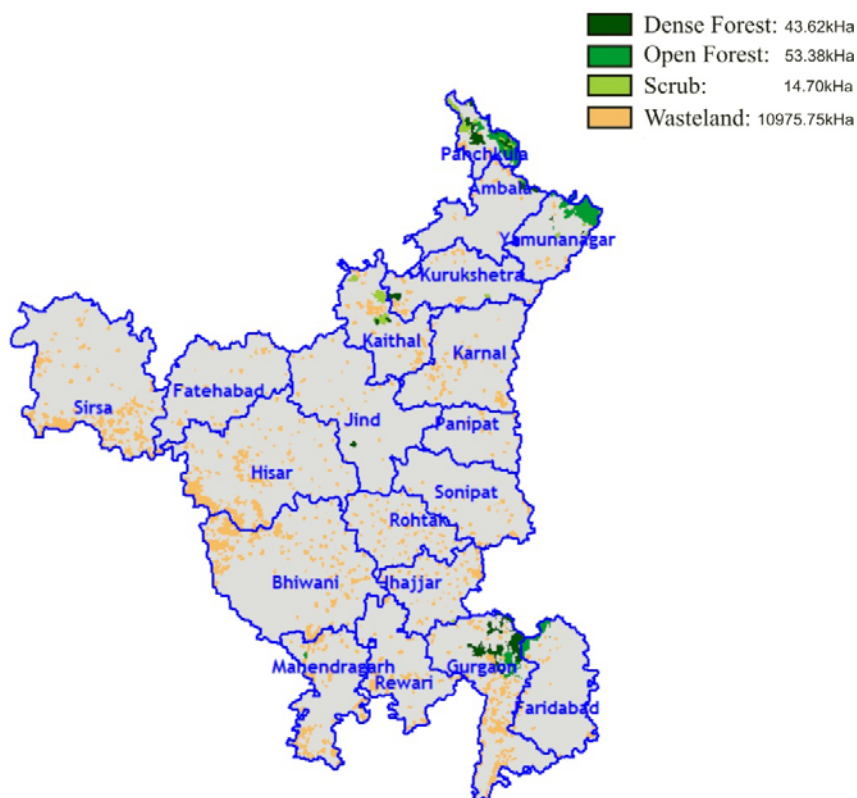 Dense Forest: 43.62kHa
Open Forest: 53.38kHa
Scrub: 14.70kHa
Wasteland: 10975.75kHa
Panchkula
Ambala
Yamunanagar
Kurukshetra
Kaithal
Karnal
Fatehabad
Sirsa
Jind
Panipat
Hisar
Sonipat
Rohtak
Bhiwani
Jhajjar
Mahendragarh
Gurgaon
Rewari
Faridabad